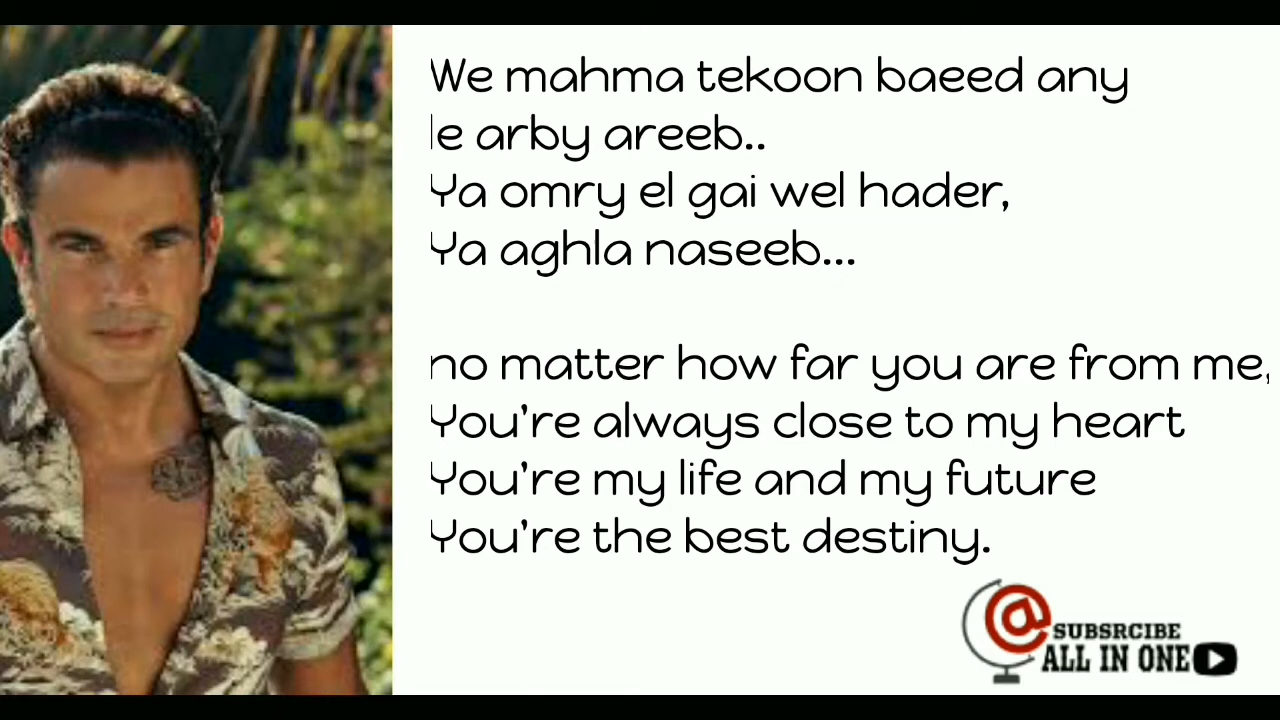 We mahma tekoon baeed any
le arby areeb..
Ya omry el gai wel hader,
Ya aghla naseeb...
no matter how far you are from me,
You're always close to my heart
You're my life and my future
You're the best destiny.
@
SUBSRCIBE
ALL IN ONE